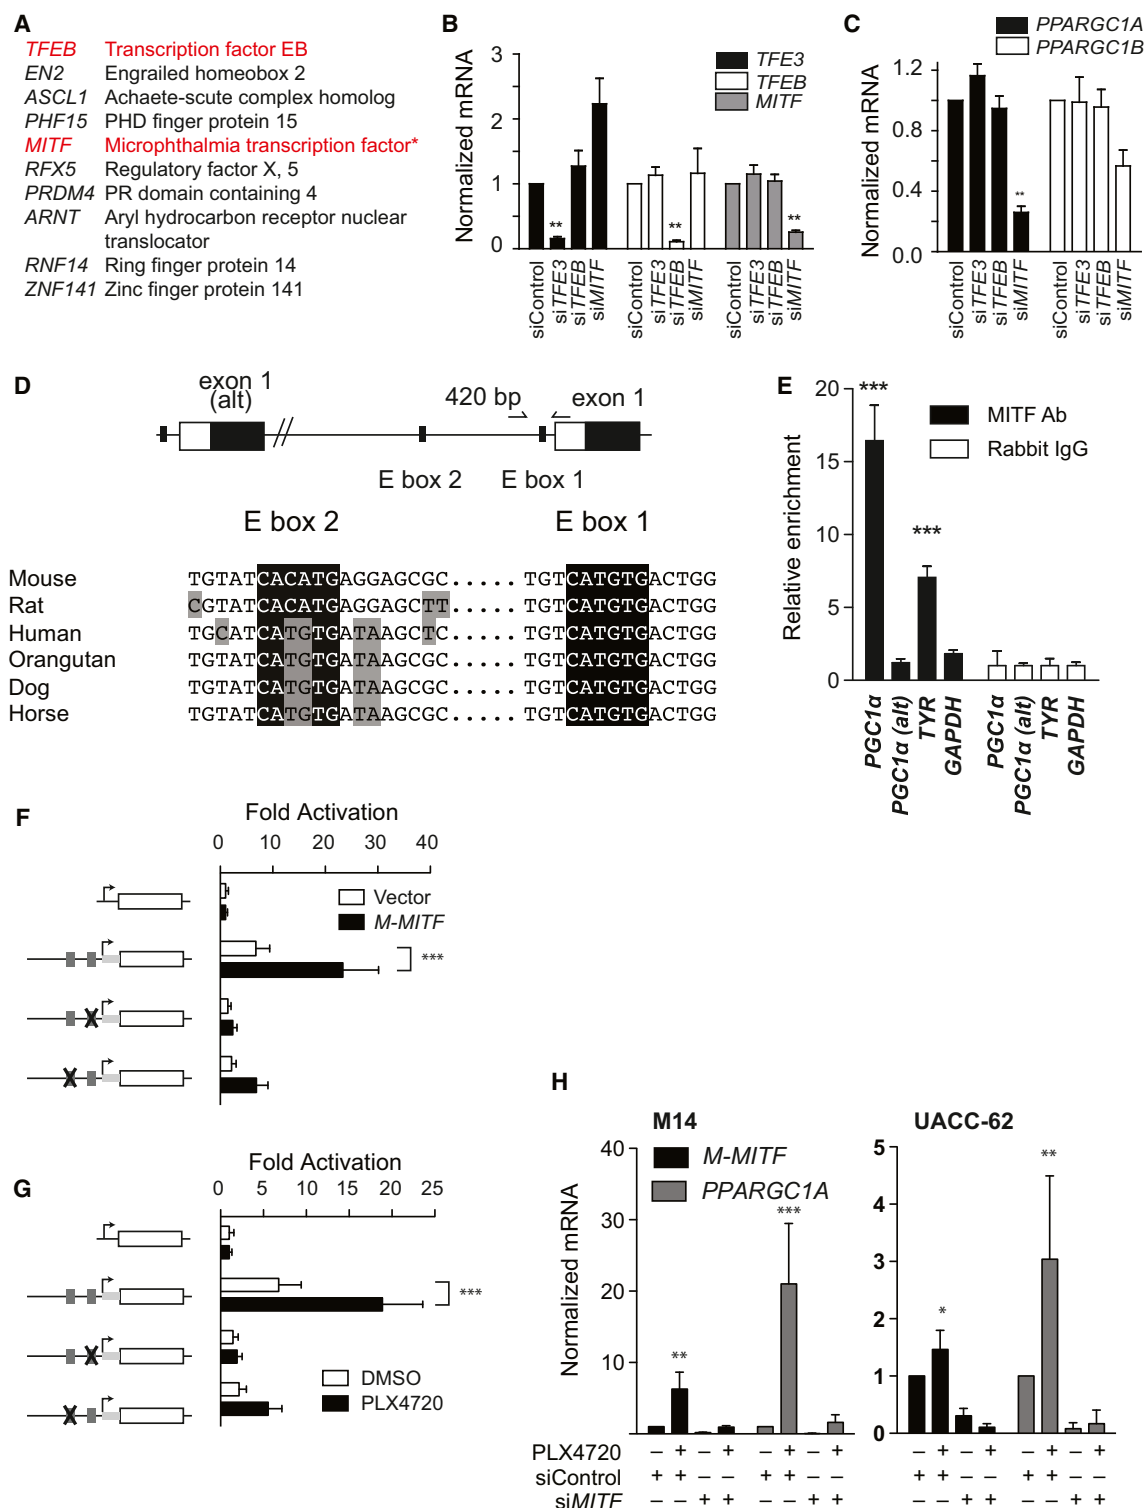 A
TFEB Transcription factor EB
EN2 Engrailed homeobox 2
ASCL1 Achaete-scute complex homolog
PHF15 PHD finger protein 15
MITF Microphthalmia transcription factor*
RFX5 Regulatory factor X, 5
PRDM4 PR domain containing 4
ARNT Aryl hydrocarbon receptor nuclear
translocator
RNF14 Ring finger protein 14
ZNF141 Zinc finger protein 141
B
Normalized mRNA
3
2
1
0
TFE3
TFEB
MITF
** ** **
siControl siTFE3 siTFEB siMITF siControl siTFE3 siTFEB siMITF siControl siTFE3 siTFEB siMITF
C
PPARGC1A
PPARGC1B
Normalized mRNA
1.2
0.8
0.4
0.0
**
siControl siTFE3 siTFEB siMITF siControl siTFE3 siTFEB siMITF
D
exon 1
(alt)
420 bp
exon 1
E box 2 E box 1
E box 2 E box 1
Mouse TGTATCACATGAGGAGCGC..... TGTCATGTGACTGG
Rat CGTATCACATGAGGAGCTT..... TGTCATGTGACTGG
Human TGCATCATGTGATAAGCTC..... TGTCATGTGACTGG
Orangutan TGTATCATGTGATAAGCGC..... TGTCATGTGACTGG
Dog TGTATCATGTGATAAGCGC..... TGTCATGTGACTGG
Horse TGTATCATGTGATAAGCGC..... TGTCATGTGACTGG
E
Relative enrichment
20
15
10
5
0
***
***
MITF Ab
Rabbit IgG
PGC1α PGC1α (alt) TYR GAPDH PGC1α PGC1α (alt) TYR GAPDH
F
Fold Activation
0 10 20 30 40
Vector
M-MITF
***
X
X
G
Fold Activation
0 5 10 15 20 25
***
X
X
DMSO
PLX4720
H
M14
UACC-62
Normalized mRNA
40
30
20
10
M-MITF
PPARGC1A
** ***
5
4
3
2
1
0
* **
PLX4720 – + – + – + – + – + – + – + – +
siControl + + – – + + – – + + – – + + – –
siMITF – – + + – – + + – – + + – – + +